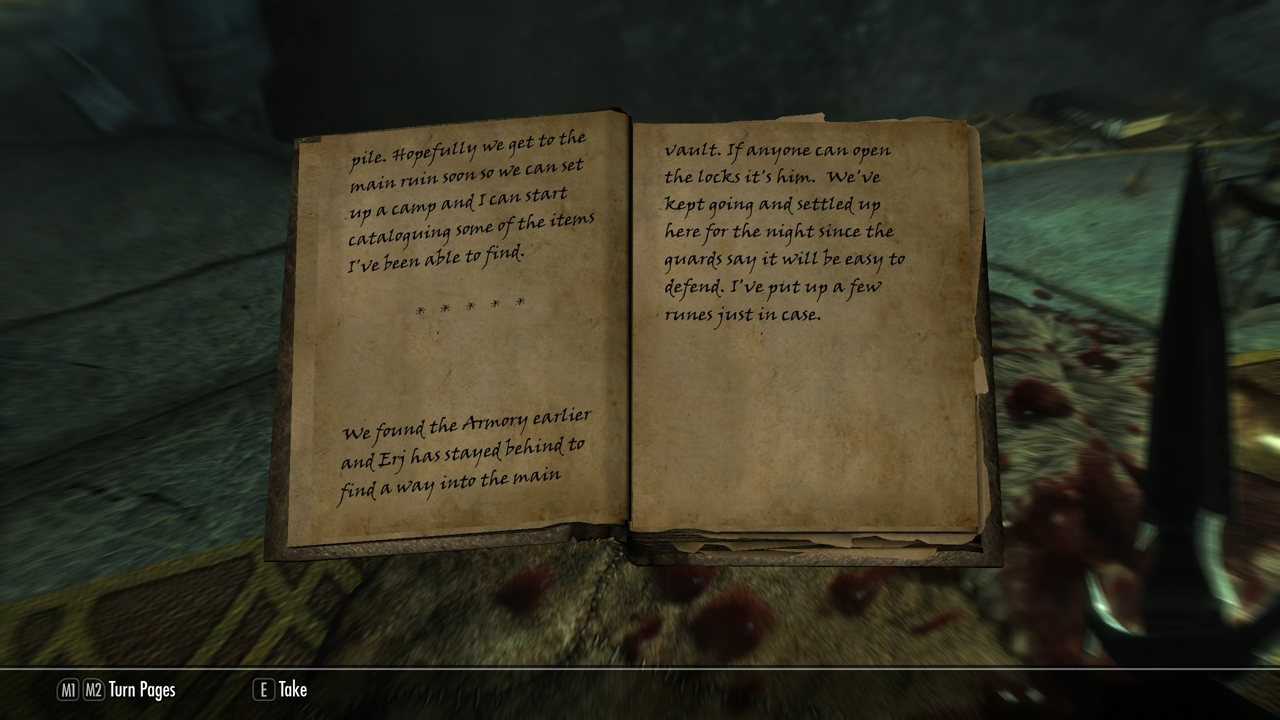 pile. Hopefully we get to the
main ruin soon so we can set
up a camp and I can start
cataloguing some of the items
I've been able to find.
* * * * *
We found the Armory earlier
and Erj has stayed behind to
find a way into the main
vault. If anyone can open
the locks it's him. We've
kept going and settled up
here for the night since the
guards say it will be easy to
defend. I've put up a few
runes just in case.
M1 M2 Turn Pages
E Take